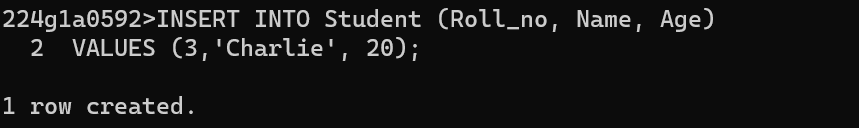 224g1a0592>INSERT INTO Student (Roll_no, Name, Age)
  2  VALUES (3,'Charlie', 20);
1 row created.